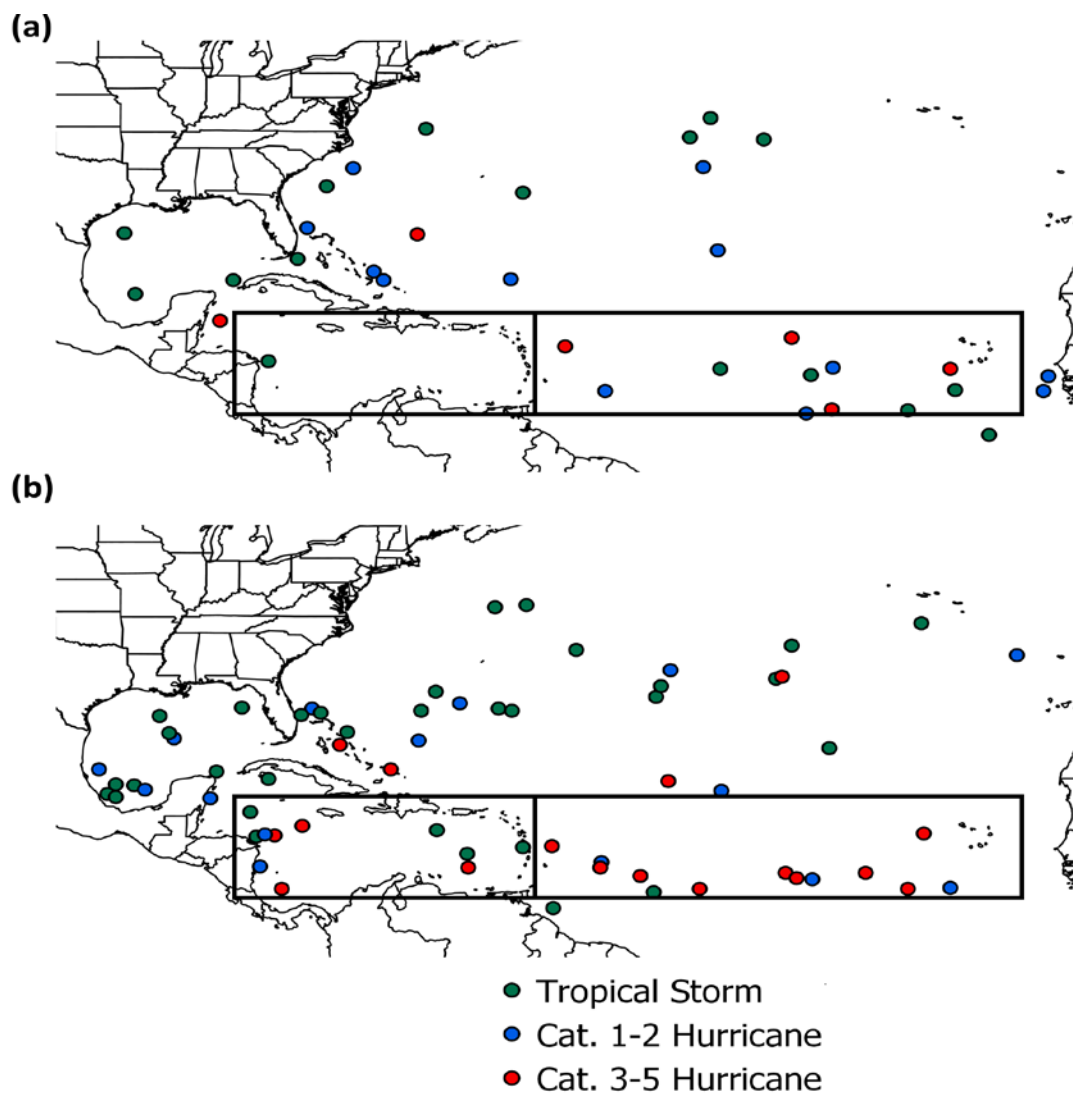 (a)
(b)
Tropical Storm
Cat. 1-2 Hurricane
Cat. 3-5 Hurricane